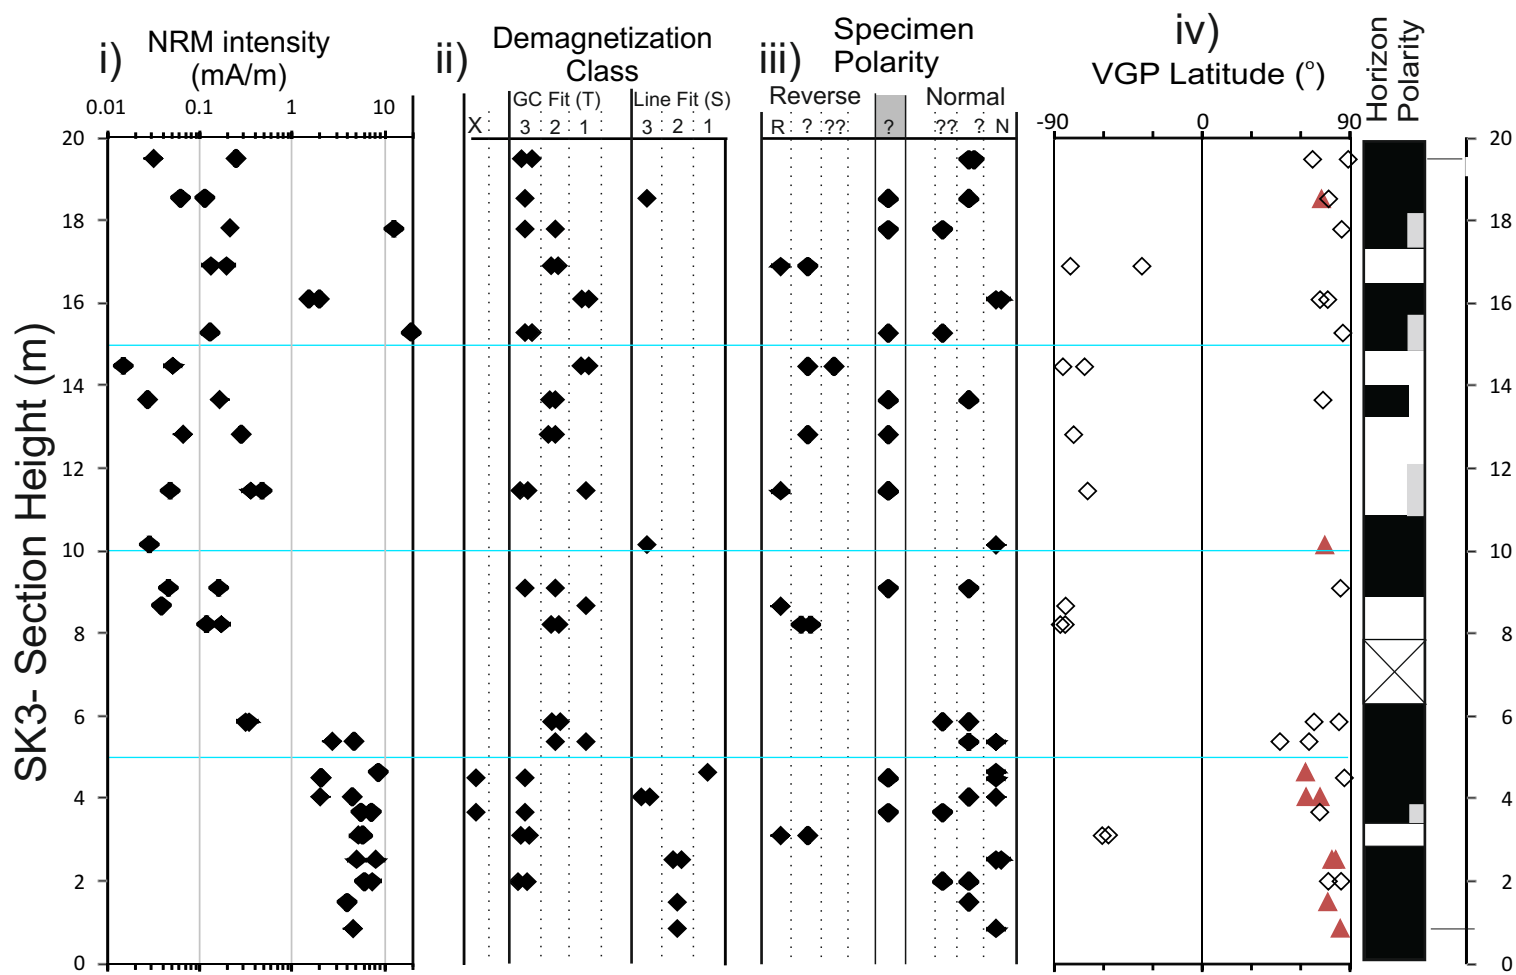 i)
NRM intensity
(mA/m)
0.01 0.1 1 10
ii)
Demagnetization
Class
GC Fit (T) Line Fit (S)
X 3 2 1 3 2 1
iii)
Specimen
Polarity
Reverse Normal
R ? ?? ? ?? ? N
iv)
VGP Latitude (°)
-90 0 90
Horizon
Polarity
SK3- Section Height (m)
20
18
16
14
12
10
8
6
4
2
0
20
18
16
14
12
10
8
6
4
2
0